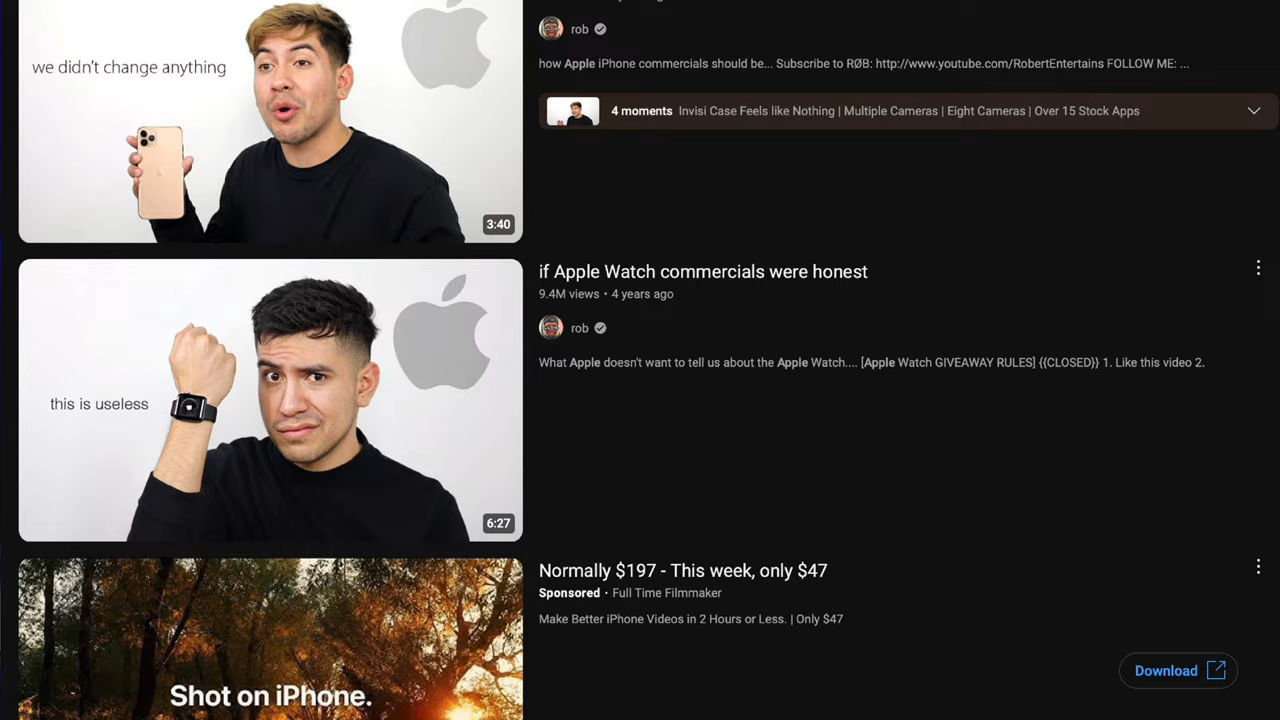 we didn't change anything
3:40
rob
how Apple iPhone commercials should be... Subscribe to RØB: http://www.youtube.com/RobertEntertains FOLLOW ME: ...
4 moments Invisi Case Feels like Nothing | Multiple Cameras | Eight Cameras | Over 15 Stock Apps
this is useless
6:27
if Apple Watch commercials were honest
9.4M views • 4 years ago
rob
What Apple doesn't want to tell us about the Apple Watch.... [Apple Watch GIVEAWAY RULES] {{CLOSED}} 1. Like this video 2.
Shot on iPhone.
Normally $197 - This week, only $47
Sponsored · Full Time Filmmaker
Make Better iPhone Videos in 2 Hours or Less. | Only $47
Download